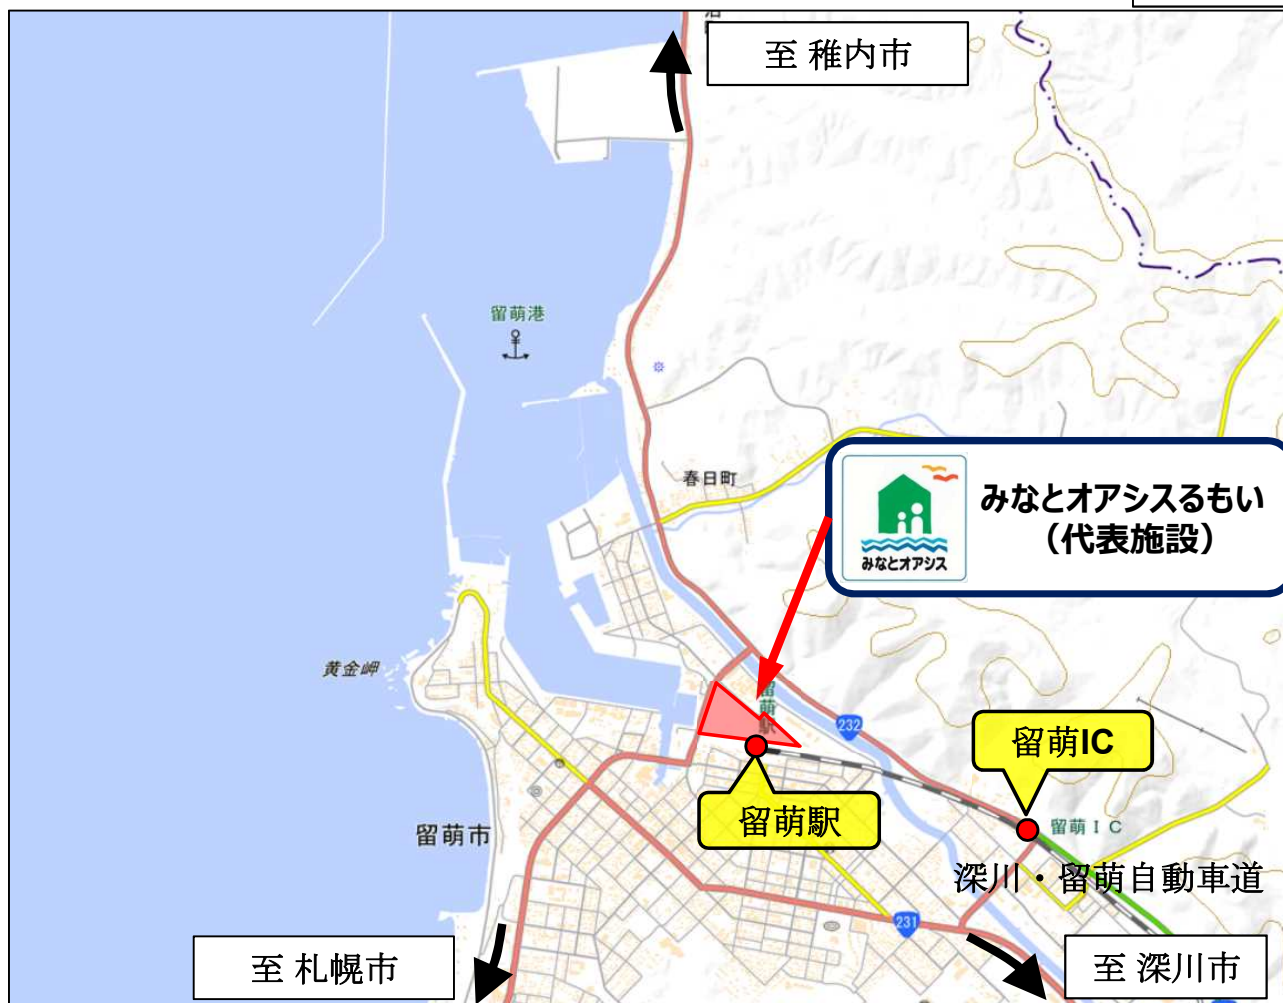 至 稚内市
留萌港
春日町
みなとオアシス
みなとオアシスるもい
（代表施設）
黄金岬
留萌駅
232
留萌IC
留萌駅
留萌ＩＣ
留萌市
深川・留萌自動車道
231
至 札幌市
至 深川市